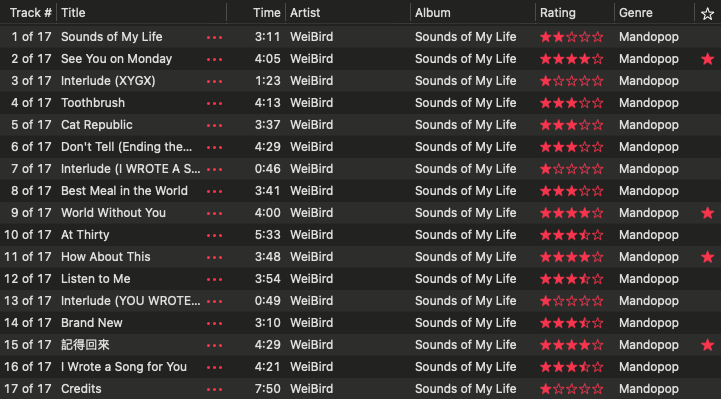 Track # Title Time Artist Album Rating Genre
1 of 17 Sounds of My Life 3:11 WeiBird Sounds of My Life Mandopop
2 of 17 See You on Monday 4:05 WeiBird Sounds of My Life Mandopop
3 of 17 Interlude (XYGX) 1:23 WeiBird Sounds of My Life Mandopop
4 of 17 Toothbrush 4:13 WeiBird Sounds of My Life Mandopop
5 of 17 Cat Republic 3:37 WeiBird Sounds of My Life Mandopop
6 of 17 Don't Tell (Ending the... 4:29 WeiBird Sounds of My Life Mandopop
7 of 17 Interlude (I WROTE A S... 0:46 WeiBird Sounds of My Life Mandopop
8 of 17 Best Meal in the World 3:41 WeiBird Sounds of My Life Mandopop
9 of 17 World Without You 4:00 WeiBird Sounds of My Life Mandopop
10 of 17 At Thirty 5:33 WeiBird Sounds of My Life Mandopop
11 of 17 How About This 3:48 WeiBird Sounds of My Life Mandopop
12 of 17 Listen to Me 3:54 WeiBird Sounds of My Life Mandopop
13 of 17 Interlude (YOU WROTE... 0:49 WeiBird Sounds of My Life Mandopop
14 of 17 Brand New 3:10 WeiBird Sounds of My Life Mandopop
15 of 17 記得回來 4:29 WeiBird Sounds of My Life Mandopop
16 of 17 I Wrote a Song for You 4:21 WeiBird Sounds of My Life Mandopop
17 of 17 Credits 7:50 WeiBird Sounds of My Life Mandopop